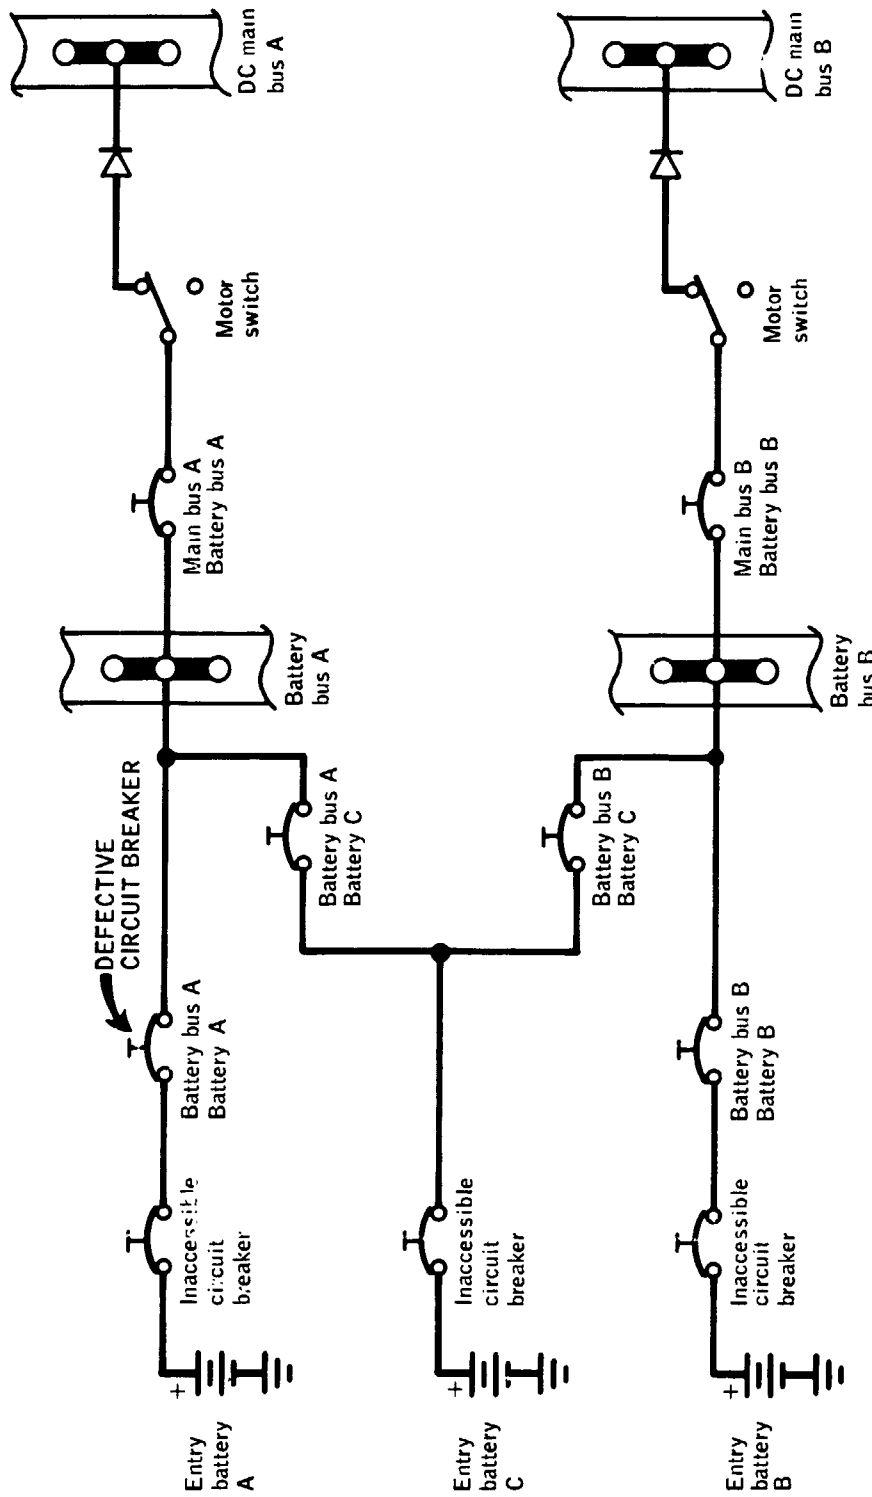 DC main
bus A
DC main
bus B
Motor
switch
Motor
switch
Main bus A
Battery bus A
Main bus B
Battery bus B
Battery
bus A
Battery
bus B
DEFECTIVE
CIRCUIT BREAKER
Battery bus A
Battery C
Battery bus B
Battery C
Battery bus A
Battery A
Battery bus B
Battery B
Inaccessible
circuit
breaker
Inaccessible
circuit
breaker
Inaccessible
circuit
breaker
+
+
+
Entry
battery
A
Entry
battery
C
Entry
battery
B